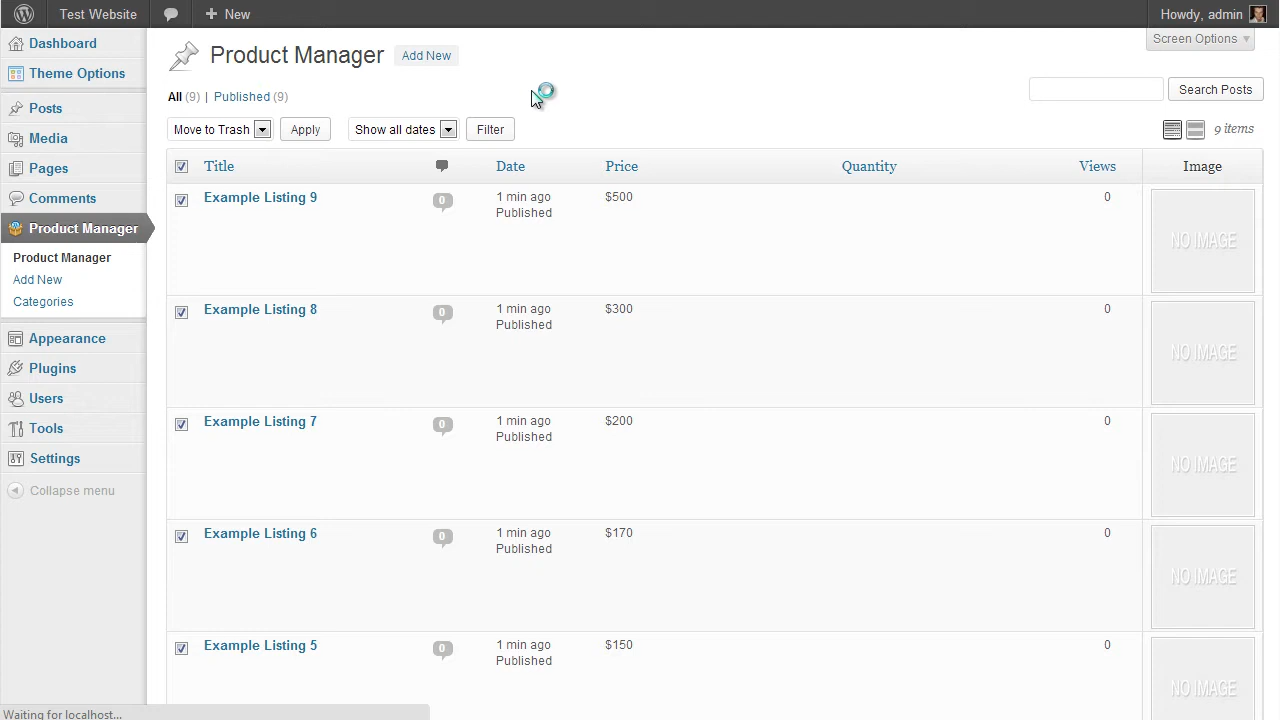 Test Website
New
Howdy, admin
Screen Options
Dashboard
Theme Options
Posts
Media
Pages
Comments
Product Manager
Product Manager
Add New
Categories
Appearance
Plugins
Users
Tools
Settings
Collapse menu
Product Manager Add New
All (9) | Published (9)
Search Posts
Move to Trash Apply Show all dates Filter 9 items
Title Date Price Quantity Views Image
Example Listing 9 0 1 min ago $500 0
Published
NO IMAGE
Example Listing 8 0 1 min ago $300 0
Published
NO IMAGE
Example Listing 7 0 1 min ago $200 0
Published
NO IMAGE
Example Listing 6 0 1 min ago $170 0
Published
NO IMAGE
Example Listing 5 0 1 min ago $150 0
Published
NO IMAGE
Waiting for localhost...